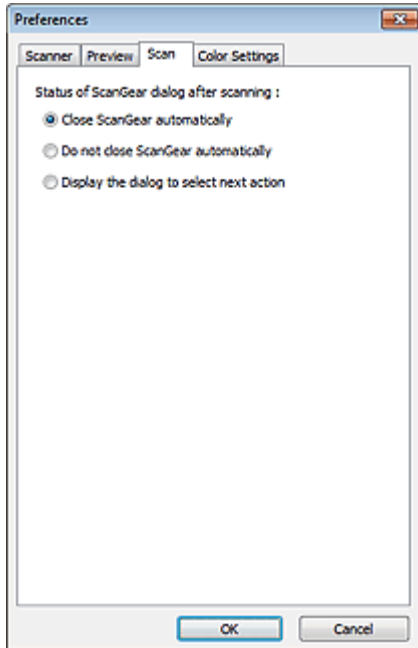 Preferences
Scanner Preview Scan Color Settings
Status of ScanGear dialog after scanning :
Close ScanGear automatically
Do not close ScanGear automatically
Display the dialog to select next action
OK Cancel